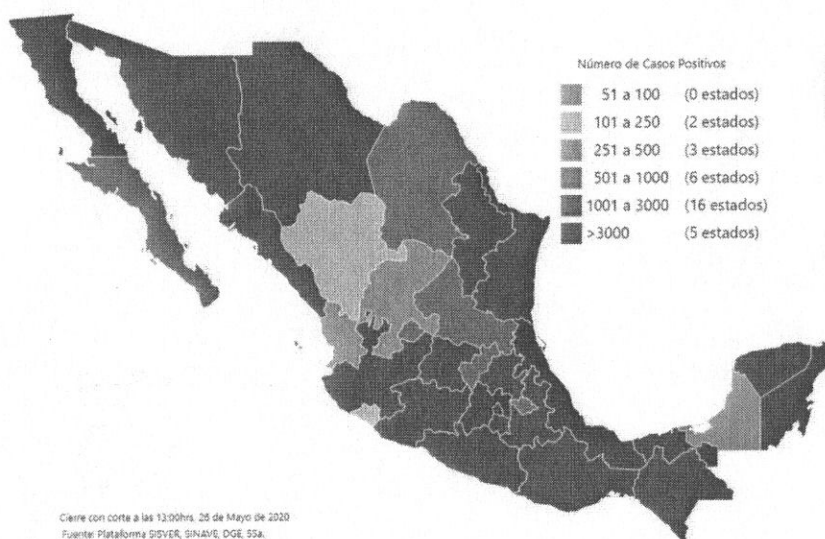 Número de Casos Positivos
51 a 100 (0 estados)
101 a 250 (2 estados)
251 a 500 (3 estados)
501 a 1000 (6 estados)
1001 a 3000 (16 estados)
>3000 (5 estados)
Cierre con corte a las 13:00hrs, 26 de Mayo de 2020
Fuente: Plataforma SISVER, SINAVE, DGE, SSa.